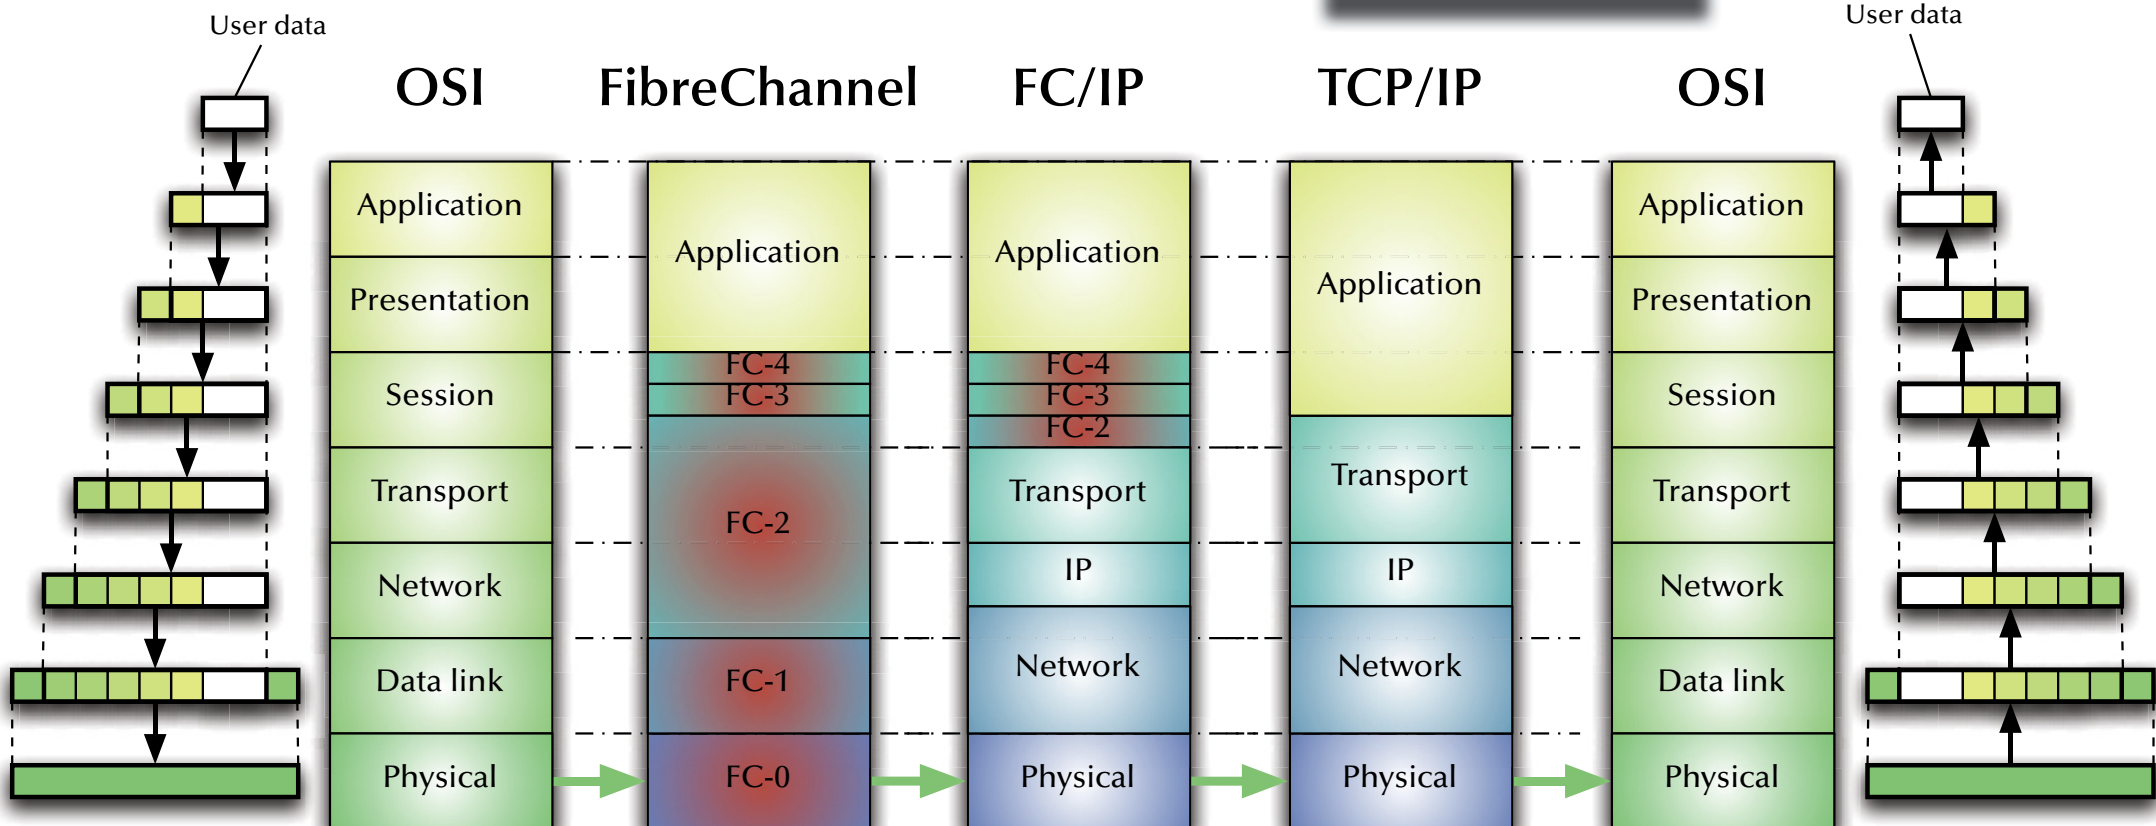 User data
User data
OSI
FibreChannel
FC/IP
TCP/IP
OSI
Application
Presentation
Session
Transport
Network
Data link
Physical
Application
FC-4
FC-3
FC-2
FC-1
FC-0
Application
FC-4
FC-3
FC-2
Transport
IP
Network
Physical
Application
Transport
IP
Network
Physical
Application
Presentation
Session
Transport
Network
Data link
Physical